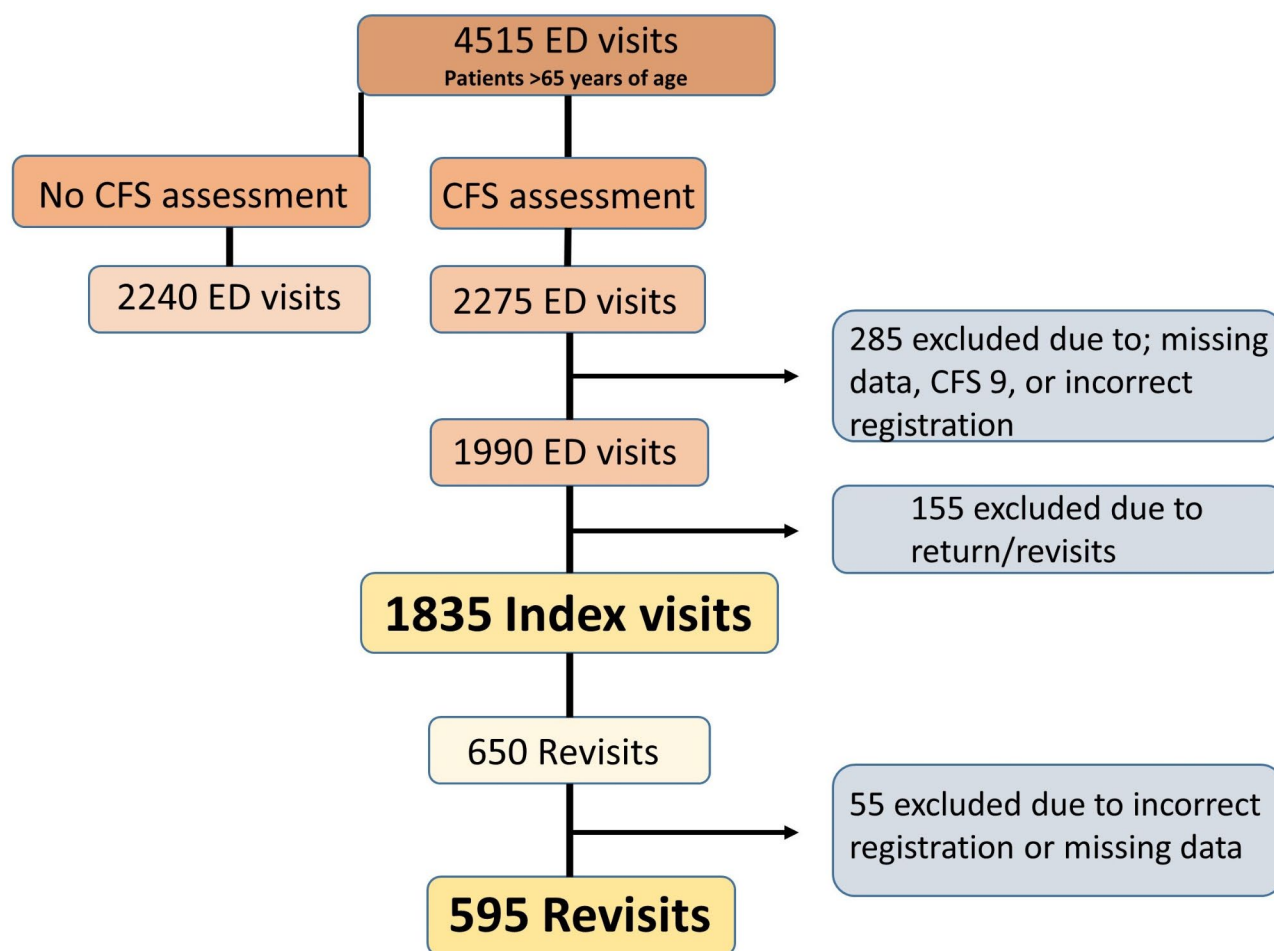 4515 ED visits
Patients >65 years of age
No CFS assessment
CFS assessment
2240 ED visits
2275 ED visits
285 excluded due to; missing
data, CFS 9, or incorrect
registration
1990 ED visits
155 excluded due to
return/revisits
1835 Index visits
650 Revisits
55 excluded due to incorrect
registration or missing data
595 Revisits